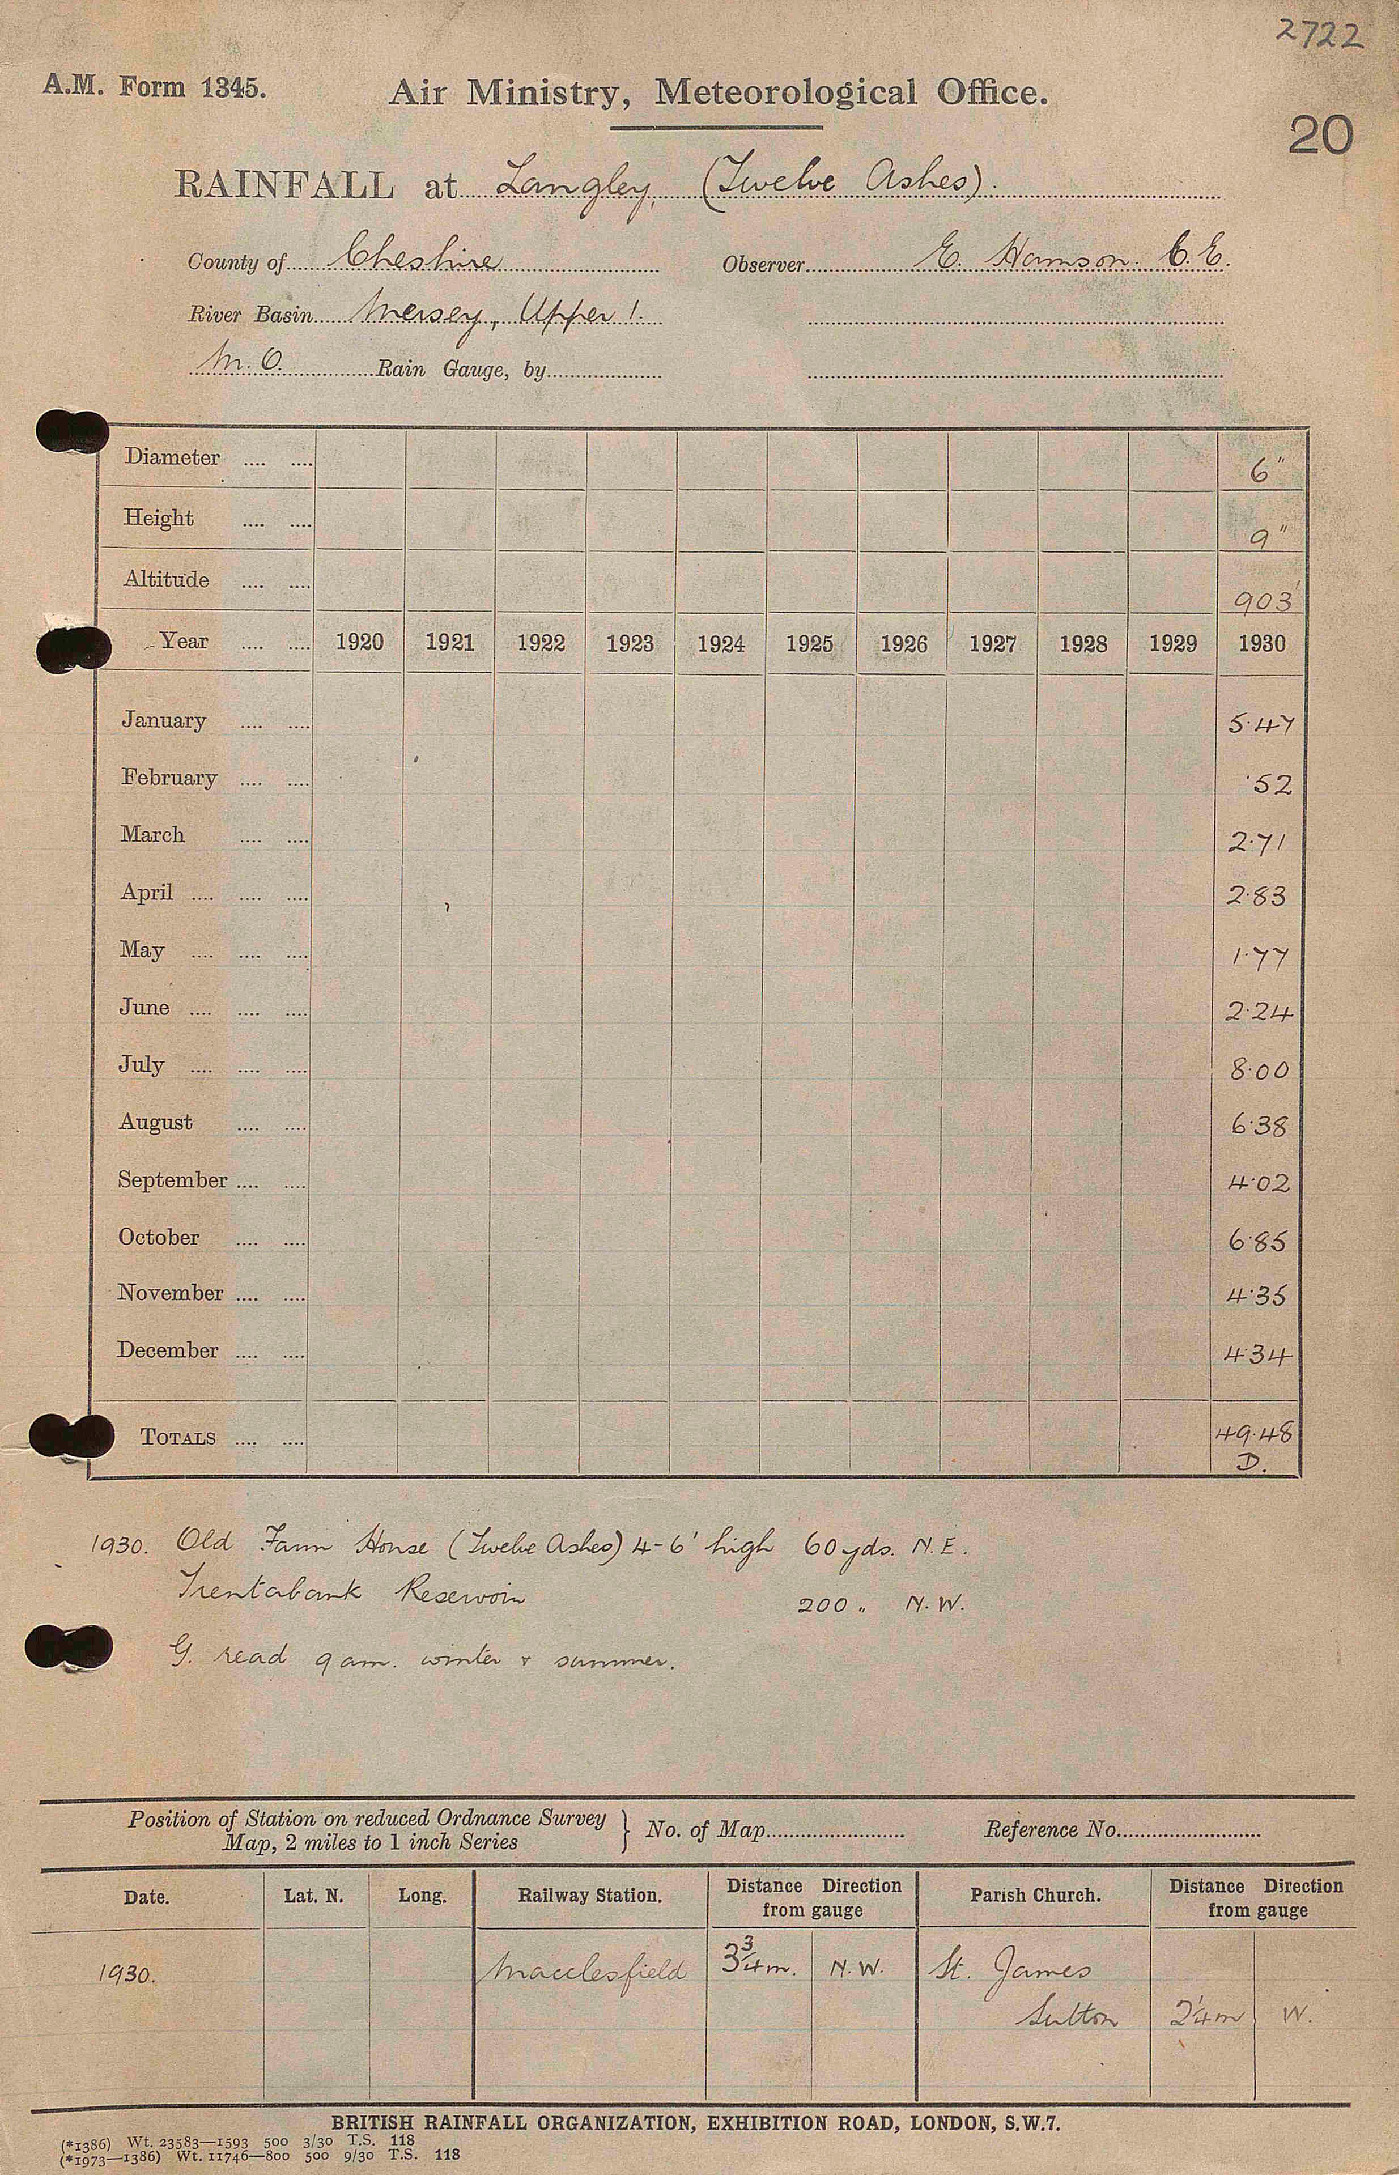 2722
A.M. Form 1345.
Air Ministry, Meteorological Office.
20
RAINFALL at Langley, (Twelve Ashes).
County of Cheshire Observer E. Harrison. C.E.
River Basin Mersey, Upper 1.
M.O. Rain Gauge, by
Diameter .... .... 6"
Height .... .... 9"
Altitude .... .... 903'
Year .... .... 1920 1921 1922 1923 1924 1925 1926 1927 1928 1929 1930
January .... .... 5.47
February .... .... .52
March .... .... 2.71
April .... .... .... 2.83
May .... .... .... 1.77
June .... .... .... 2.24
July .... .... .... 8.00
August .... .... 6.38
September .... .... 4.02
October .... .... 6.85
November .... .... 4.35
December .... .... 4.34
TOTALS .... .... 49.48
D.
1930. Old Farm House (Twelve Ashes) 4-6' high 60 yds. N.E.
Trentabank Reservoir 200 " N.W.
G. read 9 am. winter & summer.
Position of Station on reduced Ordnance Survey
Map, 2 miles to 1 inch Series } No. of Map Reference No.
Date. Lat. N. Long. Railway Station. Distance Direction from gauge Parish Church. Distance Direction from gauge
1930. Macclesfield 3 3/4 m. N.W. St. James
Sutton 2 1/4 m W.
BRITISH RAINFALL ORGANIZATION, EXHIBITION ROAD, LONDON, S.W.7.
(*1386) Wt. 23583—1593 500 3/30 T.S. 118
(*1973—1386) Wt. 11746—800 500 9/30 T.S. 118